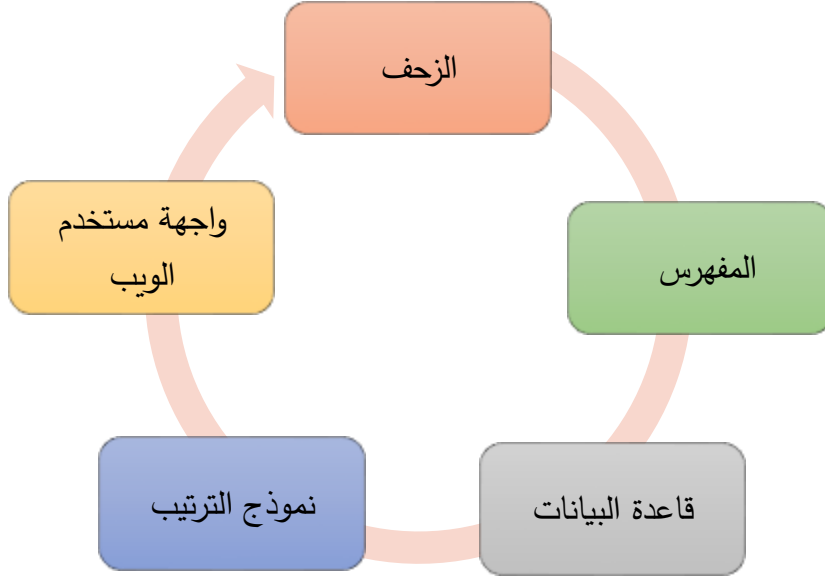 الزحف
المفهرس
قاعدة البيانات
نموذج الترتيب
واجهة مستخدم
الويب